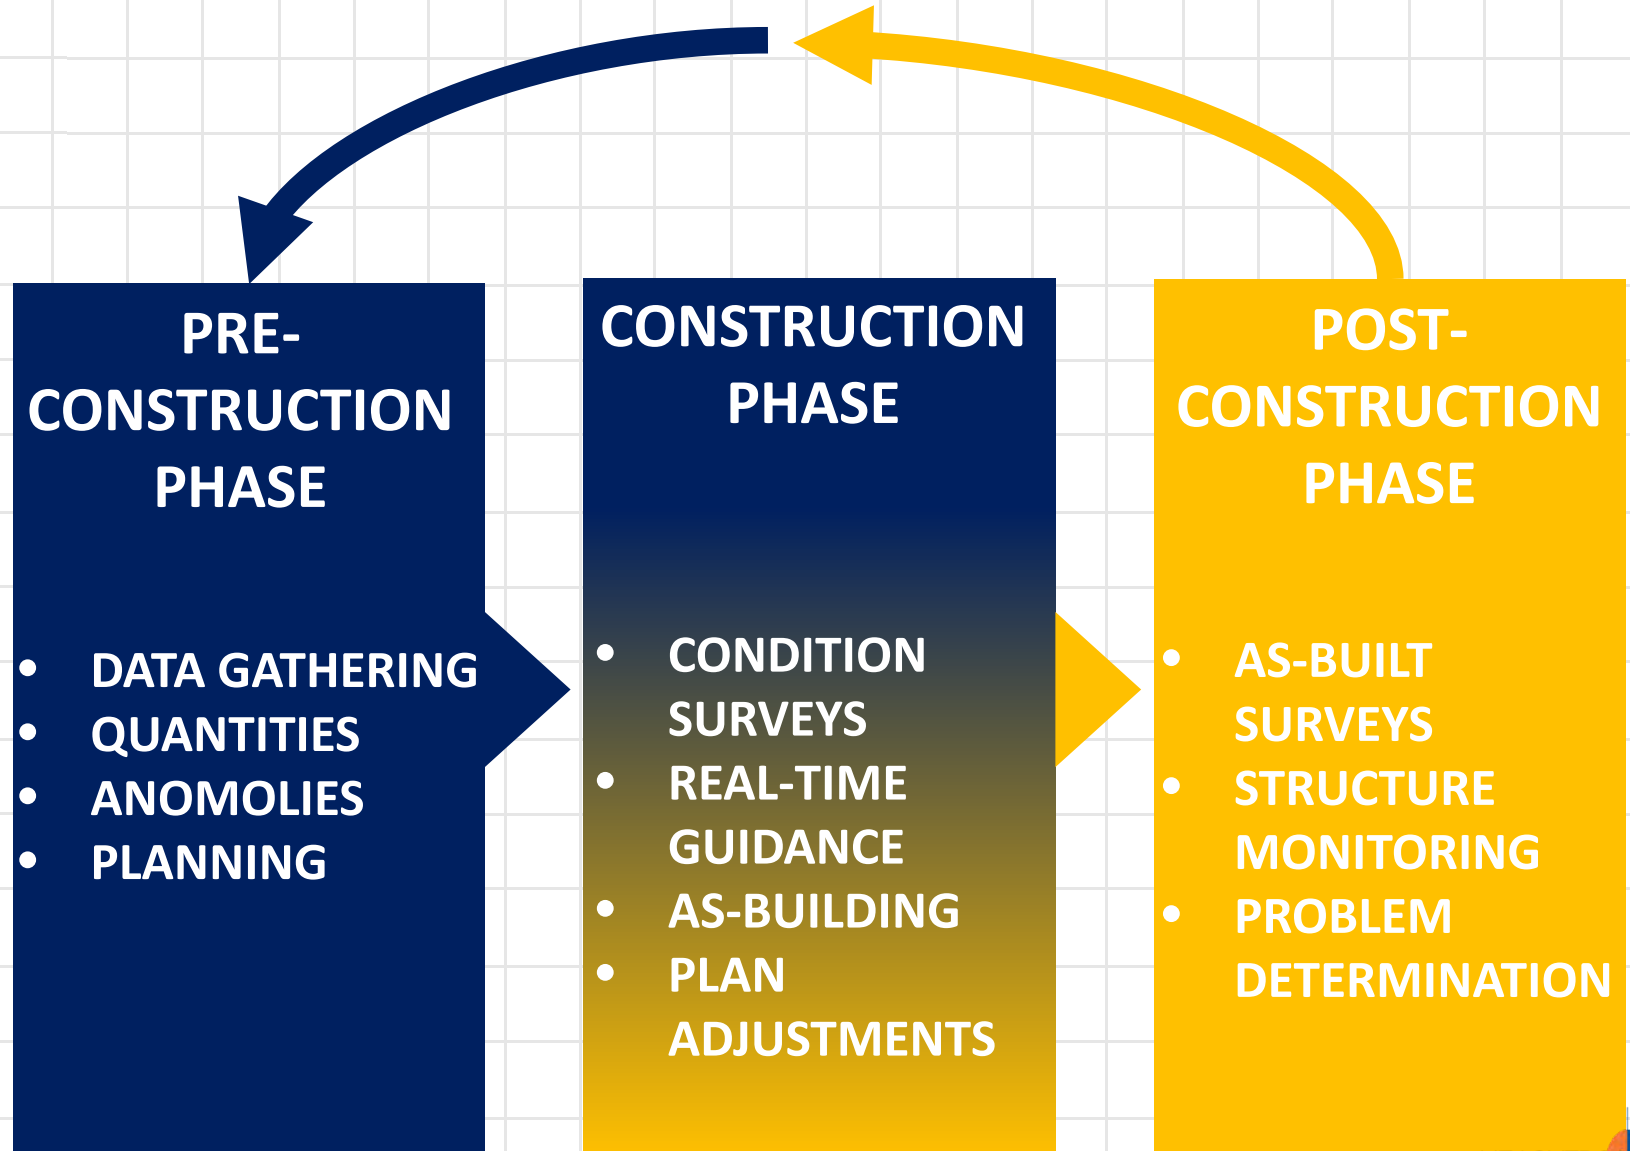 PRE-
CONSTRUCTION
PHASE
• DATA GATHERING
• QUANTITIES
• ANOMOLIES
• PLANNING
CONSTRUCTION
PHASE
• CONDITION
SURVEYS
• REAL-TIME
GUIDANCE
• AS-BUILDING
• PLAN
ADJUSTMENTS
POST-
CONSTRUCTION
PHASE
• AS-BUILT
SURVEYS
• STRUCTURE
MONITORING
• PROBLEM
DETERMINATION